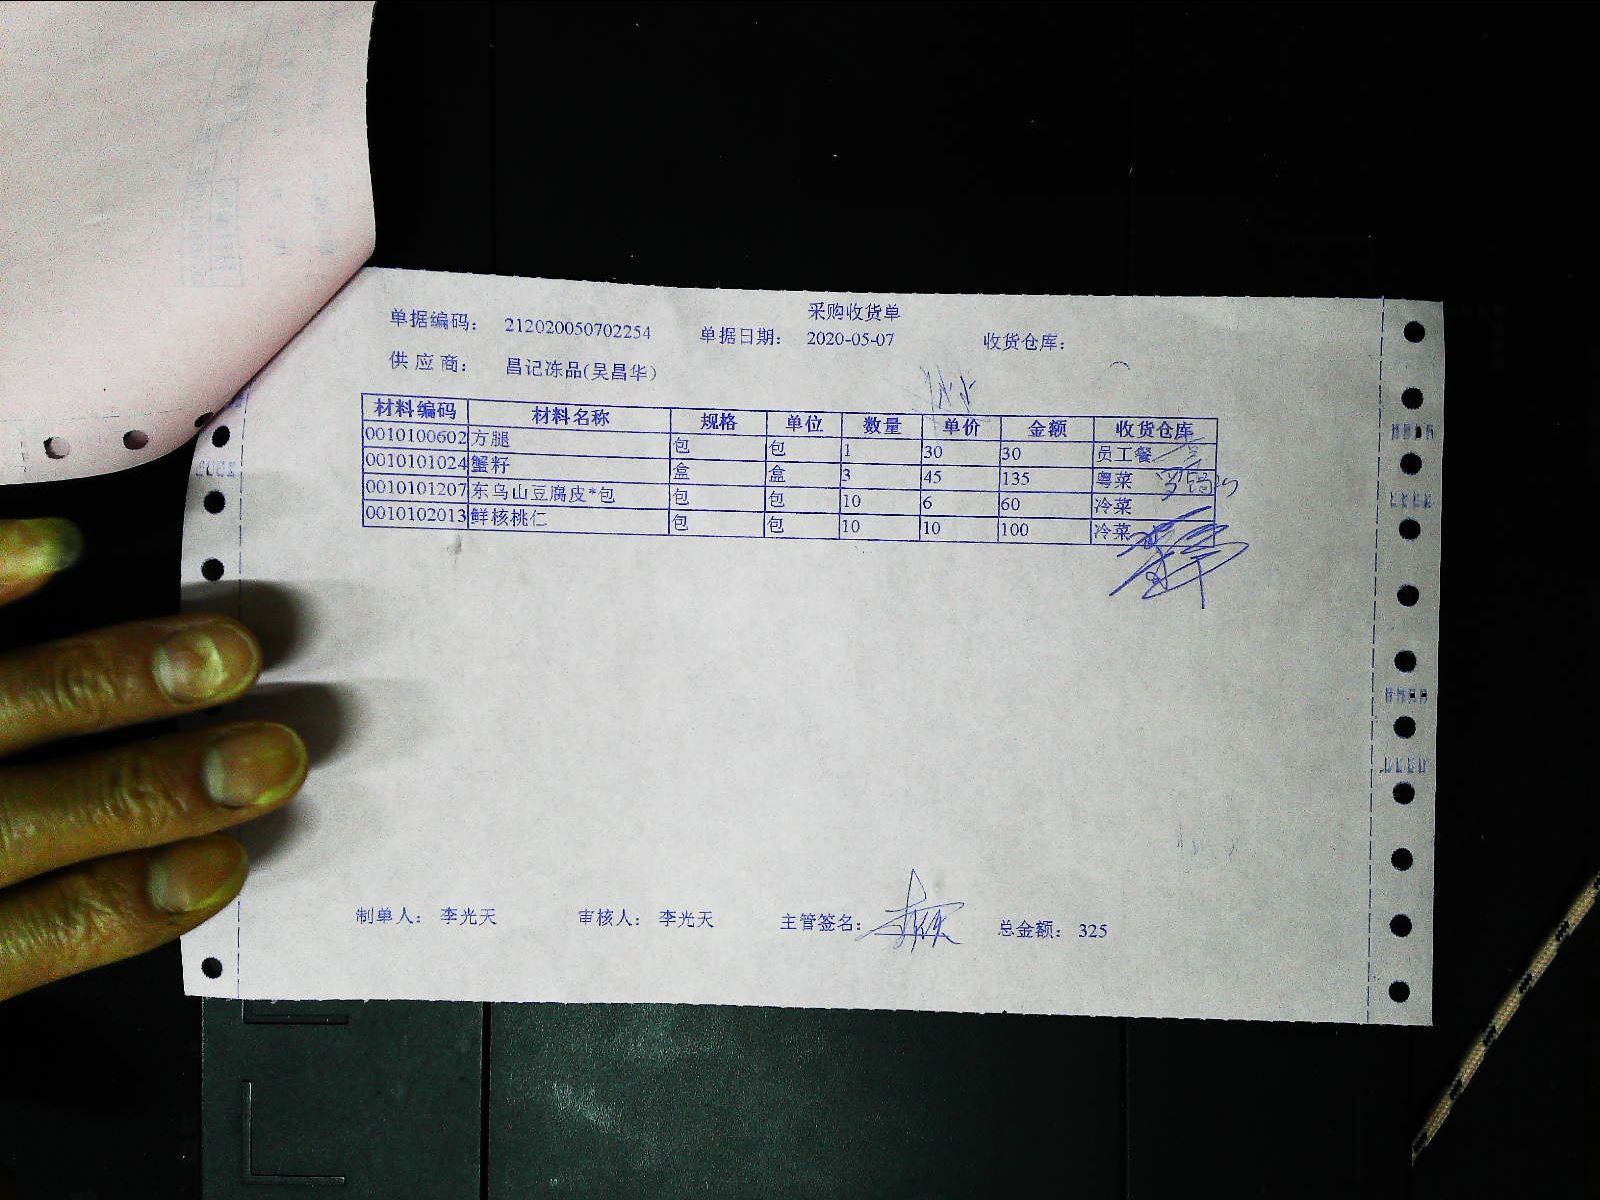 采购收货单
单据编码： 212020050702254 单据日期： 2020-05-07 收货仓库：
供应商： 昌记冻品(吴昌华)
材料编码 材料名称 规格 单位 数量 单价 金额 收货仓库
0010100602 方腿 包 包 1 30 30 员工餐
0010101024 蟹籽 盒 盒 3 45 135 粤菜
0010101207 东乌山豆腐皮*包 包 包 10 6 60 冷菜
0010102013 鲜核桃仁 包 包 10 10 100 冷菜
制单人： 李光天 审核人： 李光天 主管签名： 总金额： 325